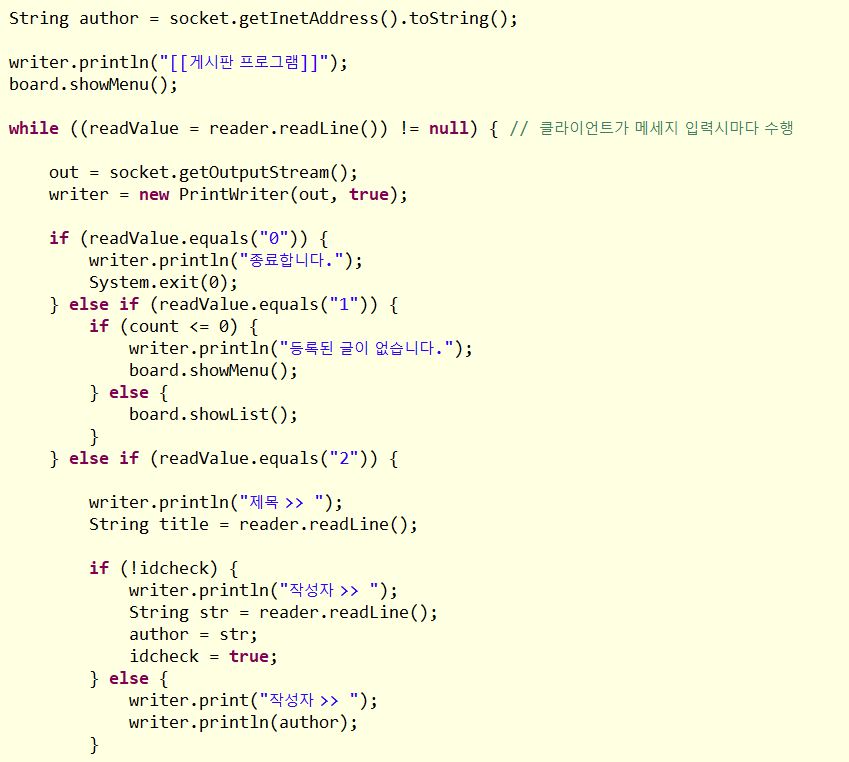 String author = socket.getInetAddress().toString();
writer.println("[[게시판 프로그램]]");
board.showMenu();
while ((readValue = reader.readLine()) != null) { // 클라이언트가 메세지 입력시마다 수행
out = socket.getOutputStream();
writer = new PrintWriter(out, true);
if (readValue.equals("0")) {
writer.println("종료합니다.");
System.exit(0);
} else if (readValue.equals("1")) {
if (count <= 0) {
writer.println("등록된 글이 없습니다.");
board.showMenu();
} else {
board.showList();
}
} else if (readValue.equals("2")) {
writer.println("제목 >> ");
String title = reader.readLine();
if (!idcheck) {
writer.println("작성자 >> ");
String str = reader.readLine();
author = str;
idcheck = true;
} else {
writer.print("작성자 >> ");
writer.println(author);
}